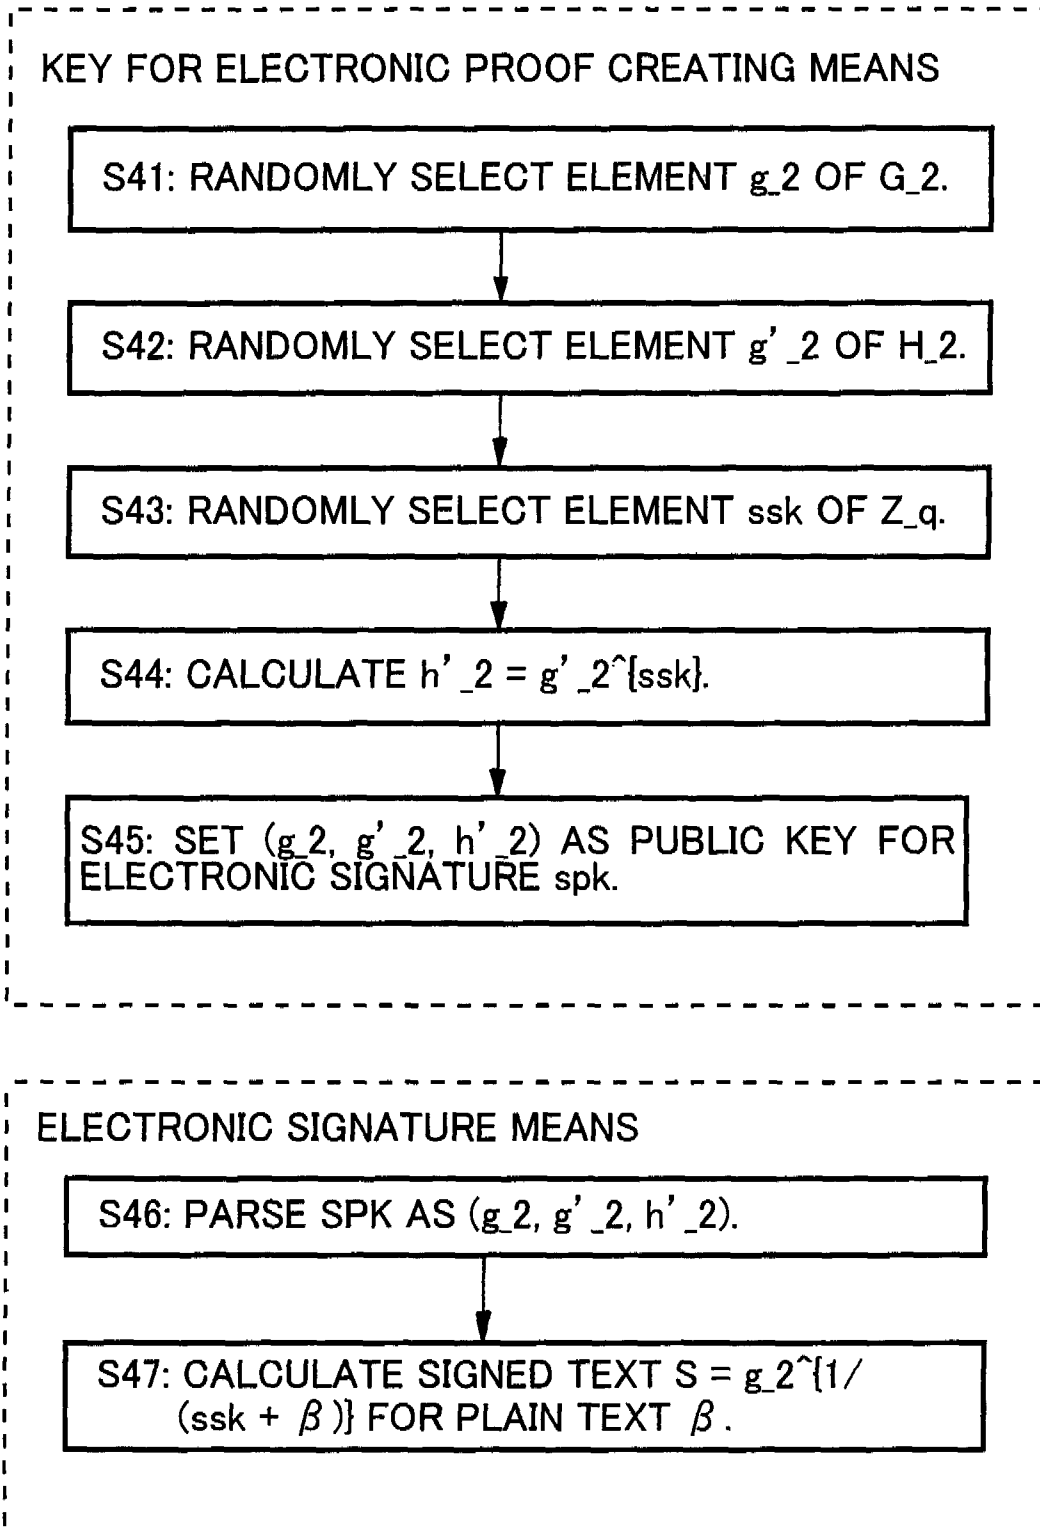 KEY FOR ELECTRONIC PROOF CREATING MEANS
S41: RANDOMLY SELECT ELEMENT g_2 OF G_2.
S42: RANDOMLY SELECT ELEMENT g'_2 OF H_2.
S43: RANDOMLY SELECT ELEMENT ssk OF Z_q.
S44: CALCULATE h'_2 = g'_2^{ssk}.
S45: SET (g_2, g'_2, h'_2) AS PUBLIC KEY FOR
ELECTRONIC SIGNATURE spk.
ELECTRONIC SIGNATURE MEANS
S46: PARSE SPK AS (g_2, g'_2, h'_2).
S47: CALCULATE SIGNED TEXT S = g_2^{1/
(ssk + β)} FOR PLAIN TEXT β.